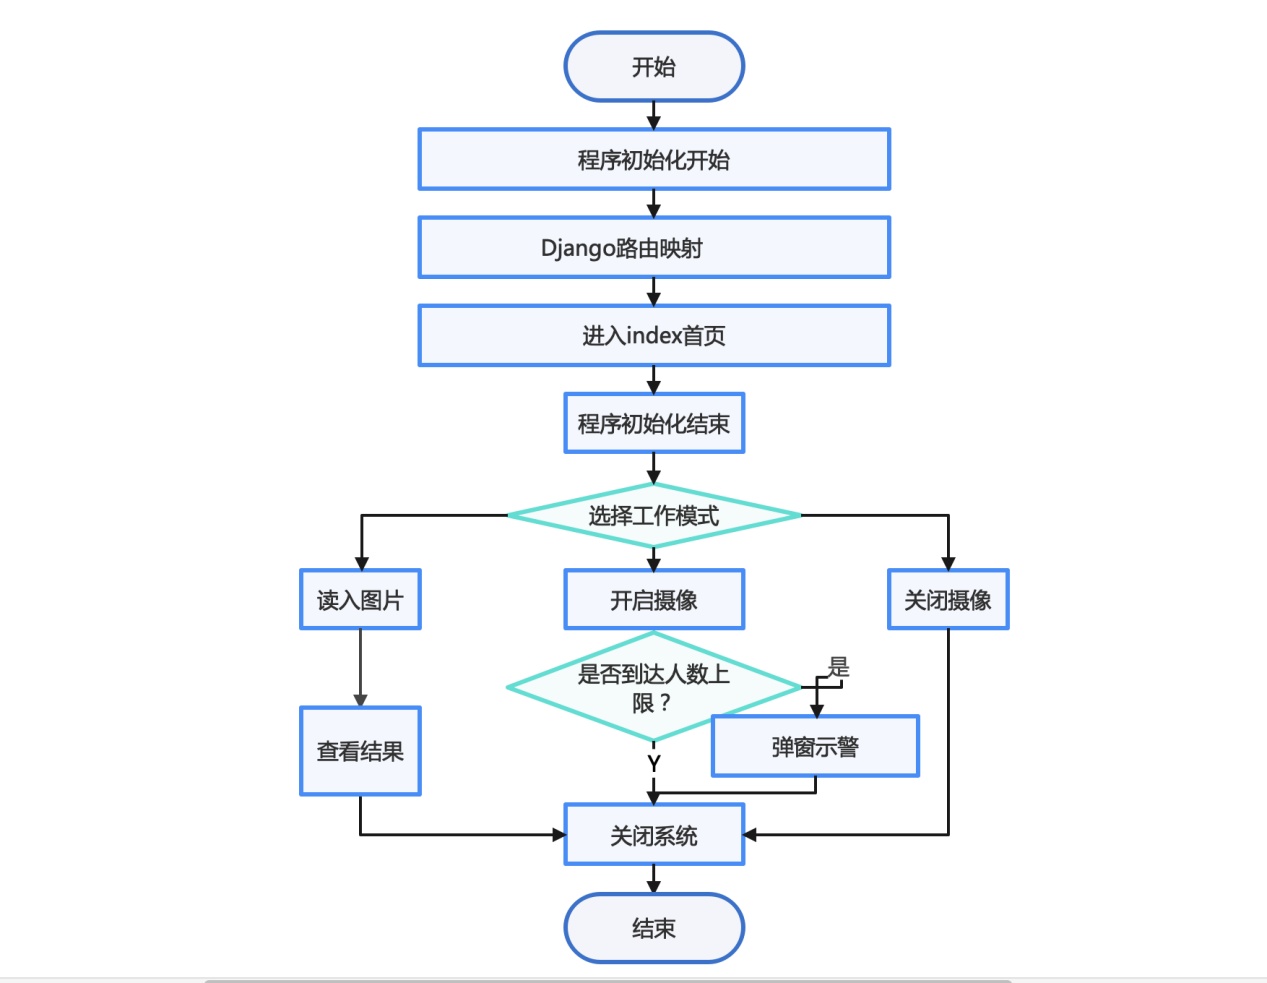 开始
程序初始化开始
Django路由映射
进入index首页
程序初始化结束
选择工作模式
读入图片
开启摄像
关闭摄像
是否到达人数上
限？
是
查看结果
弹窗示警
Y
关闭系统
结束